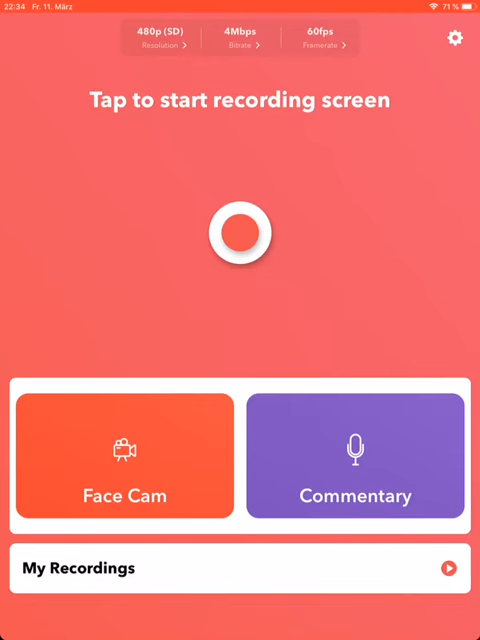 22:34 Fr. 11. März 71 %
480p (SD) 4Mbps 60fps
Resolution Bitrate Framerate
Tap to start recording screen
Face Cam Commentary
My Recordings